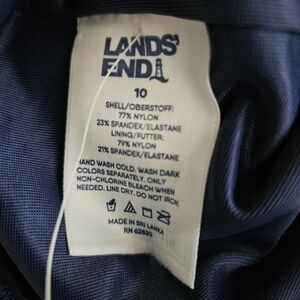 LANDS'
END
10
SHELL/OBERSTOFF:
77% NYLON
23% SPANDEX/ELASTANE
LINING/FUTTER:
79% NYLON
21% SPANDEX/ELASTANE
HAND WASH COLD. WASH DARK
COLORS SEPARATELY. ONLY
NON-CHLORINE BLEACH WHEN
NEEDED. LINE DRY. DO NOT IRON
MADE IN SRI LANKA
RN 62830